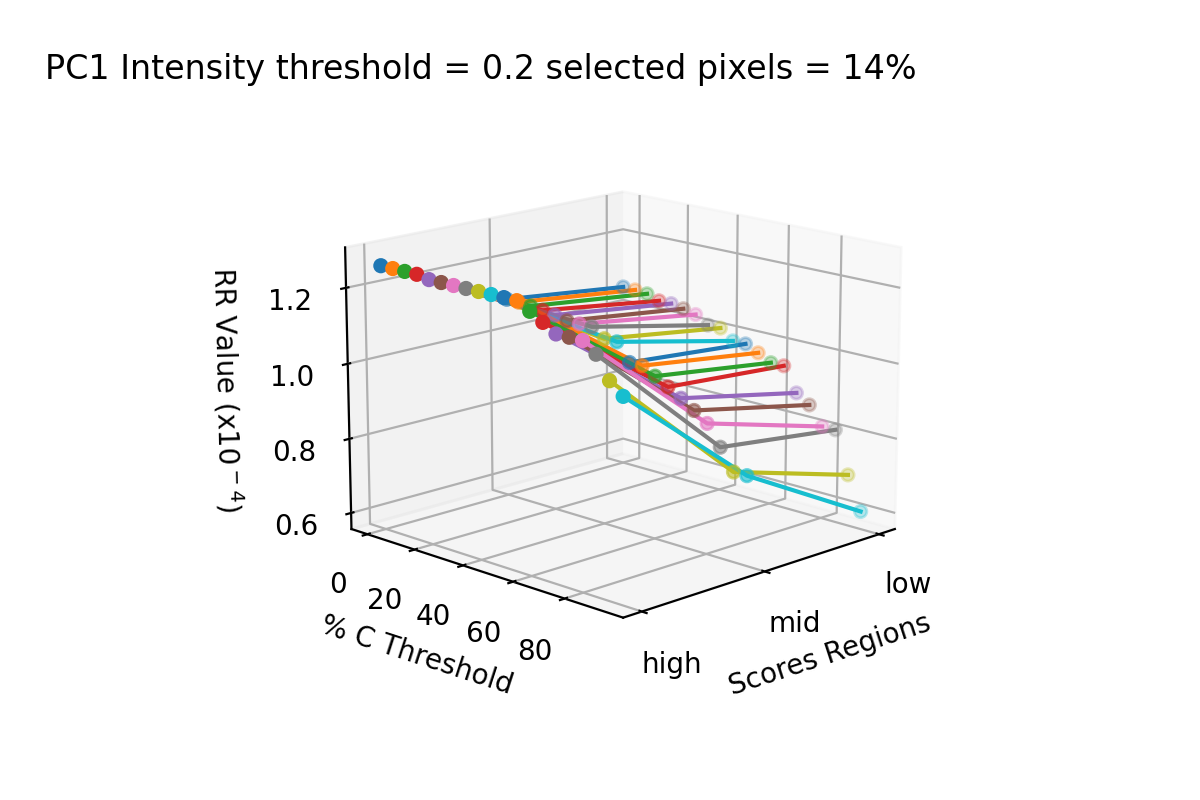 PC1 Intensity threshold = 0.2 selected pixels = 14%
RR Value (x10⁻⁴)
1.2
1.0
0.8
0.6
0
20
40
60
80
% C Threshold
high
mid
low
Scores Regions